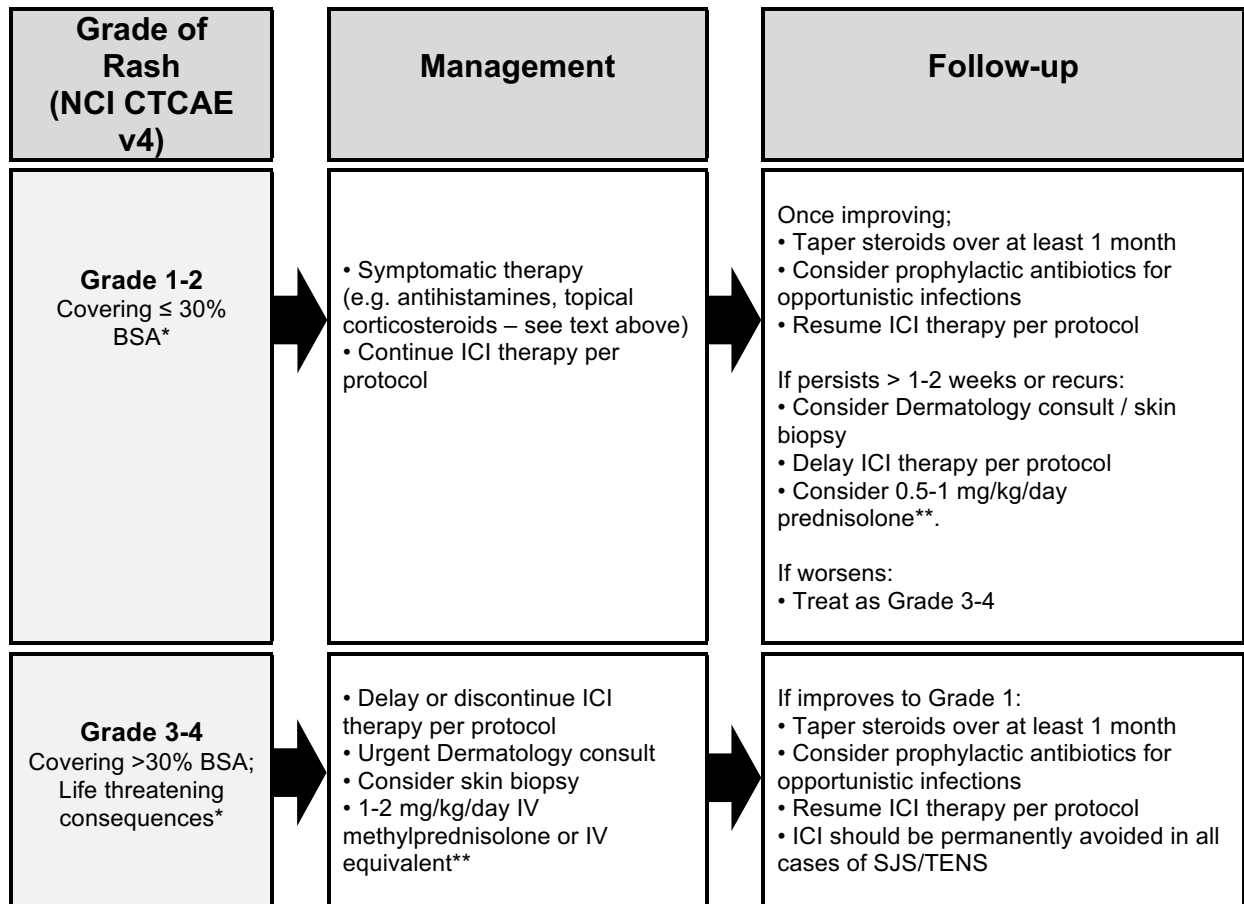 Grade of
Rash
(NCI CTCAE
v4)
Management
Follow-up
Grade 1-2
Covering ≤ 30%
BSA*
• Symptomatic therapy
(e.g. antihistamines, topical
corticosteroids – see text above)
• Continue ICI therapy per
protocol
Once improving;
• Taper steroids over at least 1 month
• Consider prophylactic antibiotics for
opportunistic infections
• Resume ICI therapy per protocol
If persists > 1-2 weeks or recurs:
• Consider Dermatology consult / skin
biopsy
• Delay ICI therapy per protocol
• Consider 0.5-1 mg/kg/day
prednisolone**.
If worsens:
• Treat as Grade 3-4
Grade 3-4
Covering >30% BSA;
Life threatening
consequences*
• Delay or discontinue ICI
therapy per protocol
• Urgent Dermatology consult
• Consider skin biopsy
• 1-2 mg/kg/day IV
methylprednisolone or IV
equivalent**
If improves to Grade 1:
• Taper steroids over at least 1 month
• Consider prophylactic antibiotics for
opportunistic infections
• Resume ICI therapy per protocol
• ICI should be permanently avoided in all
cases of SJS/TENS